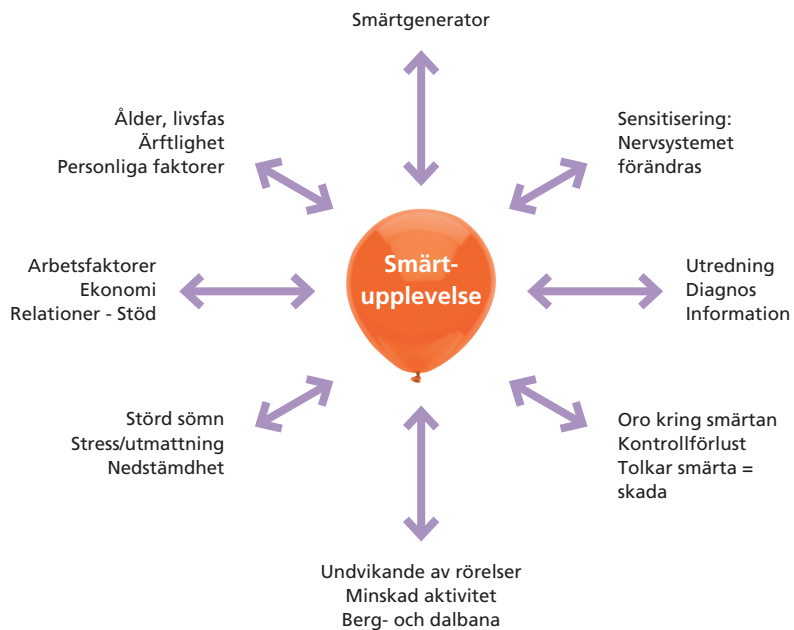 Smärtgenerator
Ålder, livsfas
Ärftlighet
Personliga faktorer
Sensitisering:
Nervsystemet
förändras
Arbetsfaktorer
Ekonomi
Relationer - Stöd
Smärt-
upplevelse
Utredning
Diagnos
Information
Störd sömn
Stress/utmattning
Nedstämdhet
Oro kring smärtan
Kontrollförlust
Tolkar smärta =
skada
Undvikande av rörelser
Minskad aktivitet
Berg- och dalbana